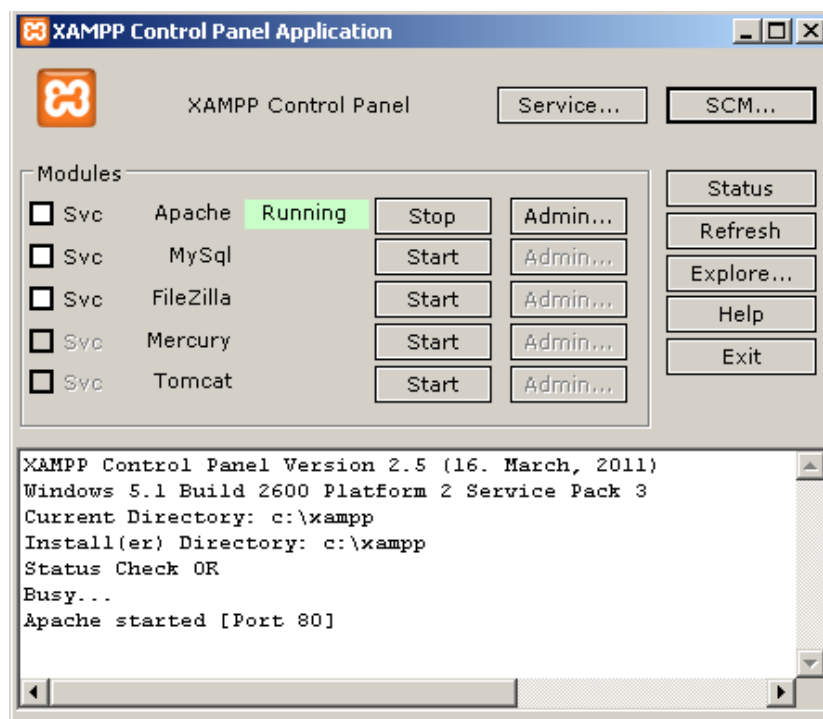 XAMPP Control Panel Application
XAMPP Control Panel Service... SCM...
Modules
Svc Apache Running Stop Admin...
Svc MySql Start Admin...
Svc FileZilla Start Admin...
Svc Mercury Start Admin...
Svc Tomcat Start Admin...
Status
Refresh
Explore...
Help
Exit
XAMPP Control Panel Version 2.5 (16. March, 2011)
Windows 5.1 Build 2600 Platform 2 Service Pack 3
Current Directory: c:\xampp
Install(er) Directory: c:\xampp
Status Check OK
Busy...
Apache started [Port 80]